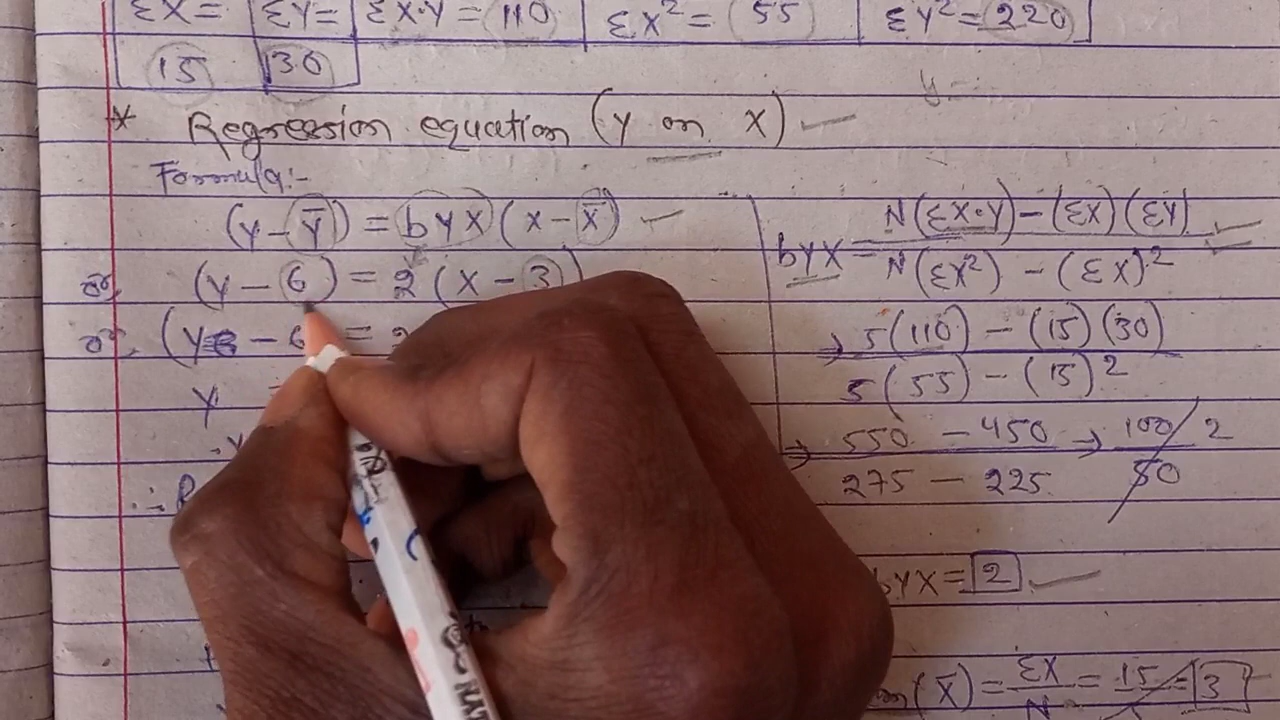 ΣX= ΣY= ΣX·Y = 110 ΣX² = 55 ΣY² = 220
15 30
* Regression equation (Y on X)
Formula:-
(y-ȳ) = byx (x-x̄)
or, (y - 6) = 2 (x - 3)
or, (y - 6 =
y
byx = N(ΣX·Y) - (ΣX)(ΣY) / N(ΣX²) - (ΣX)²
→ 5(110) - (15)(30)
5(55) - (15)²
→ 550 - 450 → 100 2
275 - 225 50
byx = 2
(x̄) = ΣX / N = 15 = 3